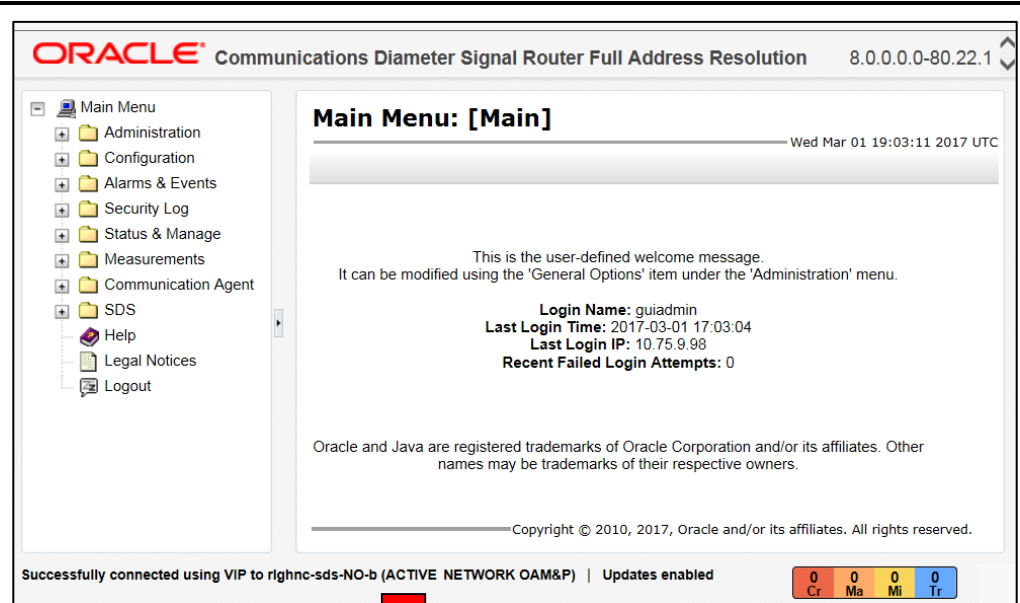 ORACLE® Communications Diameter Signal Router Full Address Resolution 8.0.0.0.0-80.22.1
Main Menu
Administration
Configuration
Alarms & Events
Security Log
Status & Manage
Measurements
Communication Agent
SDS
Help
Legal Notices
Logout
Main Menu: [Main]
Wed Mar 01 19:03:11 2017 UTC
This is the user-defined welcome message.
It can be modified using the 'General Options' item under the 'Administration' menu.
Login Name: guiadmin
Last Login Time: 2017-03-01 17:03:04
Last Login IP: 10.75.9.98
Recent Failed Login Attempts: 0
Oracle and Java are registered trademarks of Oracle Corporation and/or its affiliates. Other
names may be trademarks of their respective owners.
Copyright © 2010, 2017, Oracle and/or its affiliates. All rights reserved.
Successfully connected using VIP to rlghnc-sds-NO-b (ACTIVE NETWORK OAM&P) | Updates enabled
0 0 0 0
Cr Ma Mi Tr